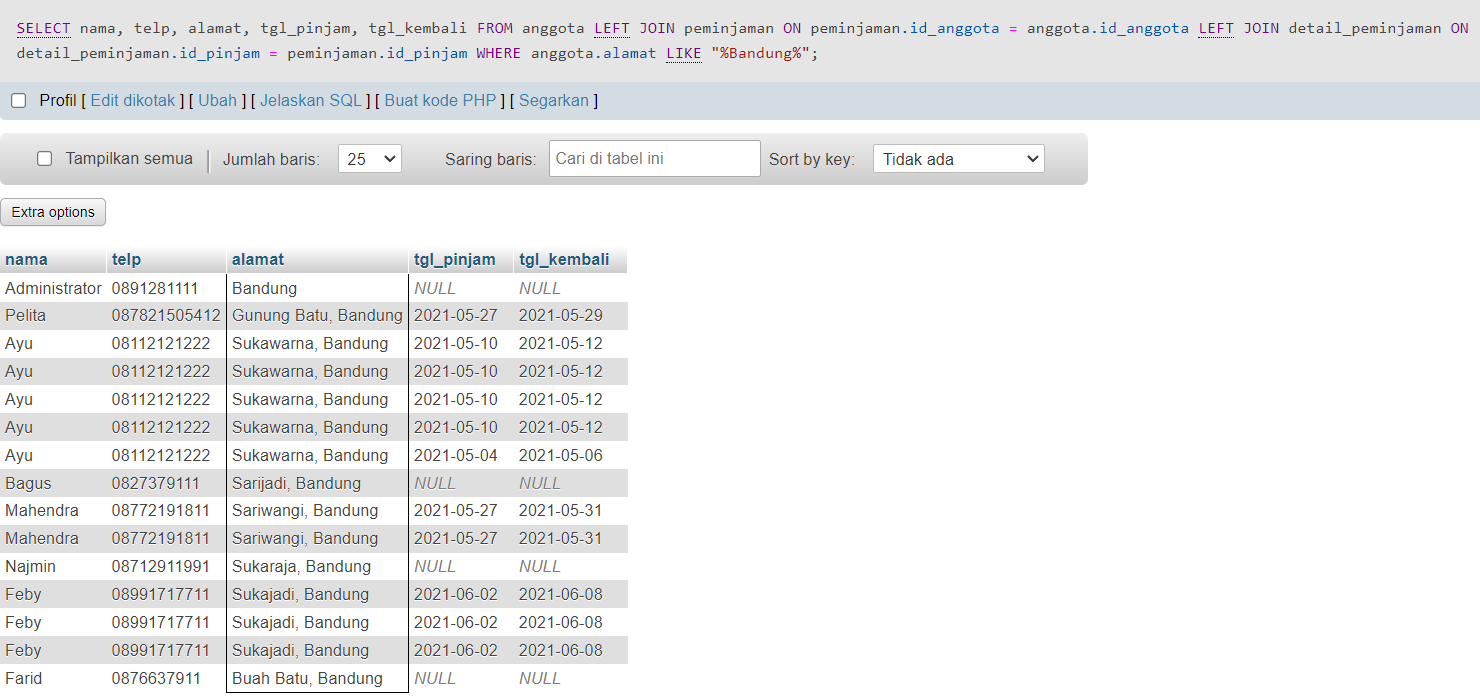 SELECT nama, telp, alamat, tgl_pinjam, tgl_kembali FROM anggota LEFT JOIN peminjaman ON peminjaman.id_anggota = anggota.id_anggota LEFT JOIN detail_peminjaman ON
detail_peminjaman.id_pinjam = peminjaman.id_pinjam WHERE anggota.alamat LIKE "%Bandung%";
Profil [ Edit dikotak ] [ Ubah ] [ Jelaskan SQL ] [ Buat kode PHP ] [ Segarkan ]
Tampilkan semua | Jumlah baris: 25 Saring baris: Cari di tabel ini Sort by key: Tidak ada
Extra options
nama telp alamat tgl_pinjam tgl_kembali
Administrator 0891281111 Bandung NULL NULL
Pelita 087821505412 Gunung Batu, Bandung 2021-05-27 2021-05-29
Ayu 08112121222 Sukawarna, Bandung 2021-05-10 2021-05-12
Ayu 08112121222 Sukawarna, Bandung 2021-05-10 2021-05-12
Ayu 08112121222 Sukawarna, Bandung 2021-05-10 2021-05-12
Ayu 08112121222 Sukawarna, Bandung 2021-05-10 2021-05-12
Ayu 08112121222 Sukawarna, Bandung 2021-05-04 2021-05-06
Bagus 0827379111 Sarijadi, Bandung NULL NULL
Mahendra 08772191811 Sariwangi, Bandung 2021-05-27 2021-05-31
Mahendra 08772191811 Sariwangi, Bandung 2021-05-27 2021-05-31
Najmin 08712911991 Sukaraja, Bandung NULL NULL
Feby 08991717711 Sukajadi, Bandung 2021-06-02 2021-06-08
Feby 08991717711 Sukajadi, Bandung 2021-06-02 2021-06-08
Feby 08991717711 Sukajadi, Bandung 2021-06-02 2021-06-08
Farid 0876637911 Buah Batu, Bandung NULL NULL